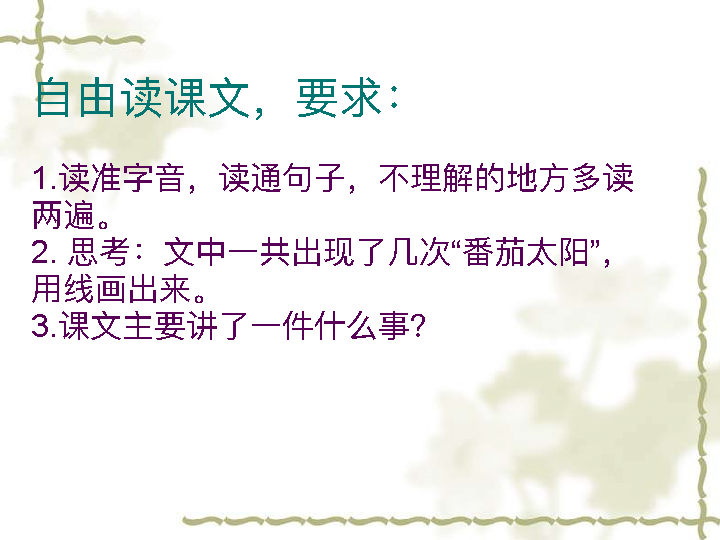 自由读课文，要求：
1.读准字音，读通句子，不理解的地方多读
两遍。
2. 思考：文中一共出现了几次“番茄太阳”，
用线画出来。
3.课文主要讲了一件什么事？